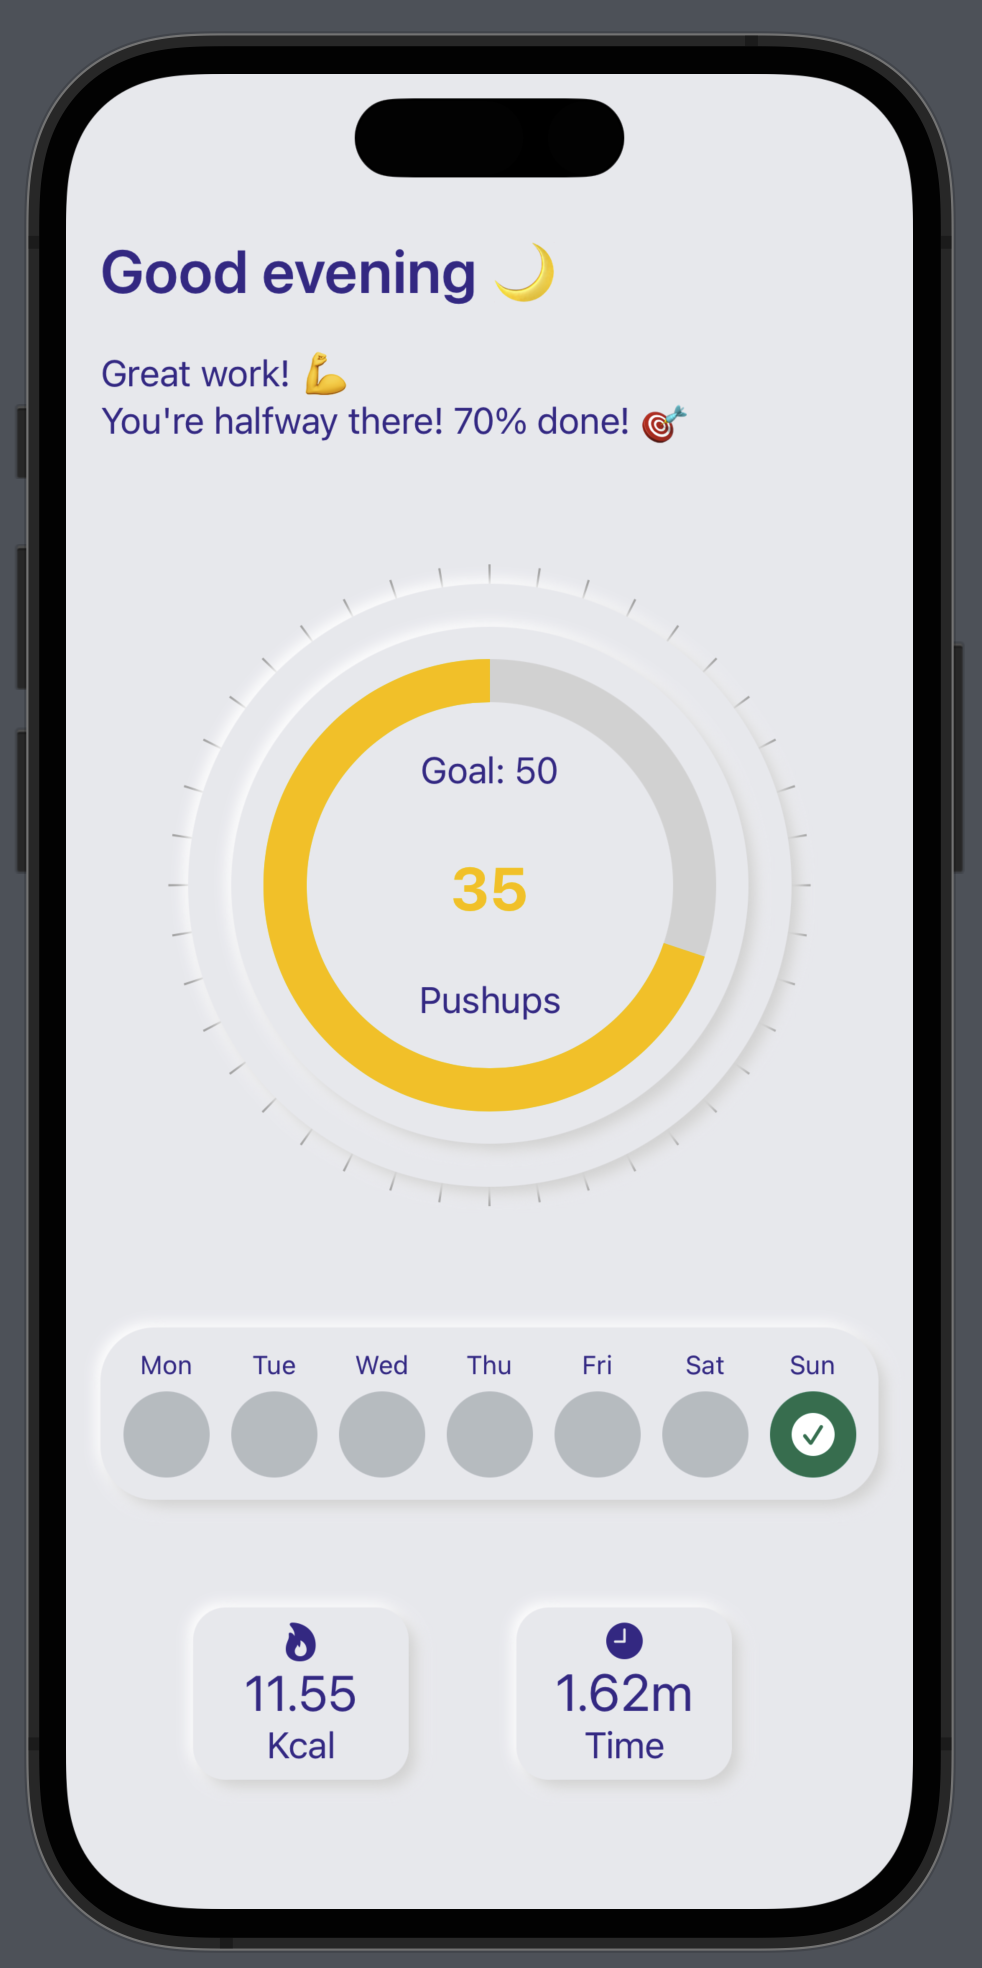 Good evening 🌙
Great work! 💪
You're halfway there! 70% done! 🎯
Goal: 50
35
Pushups
Mon Tue Wed Thu Fri Sat Sun
11.55
Kcal
1.62m
Time